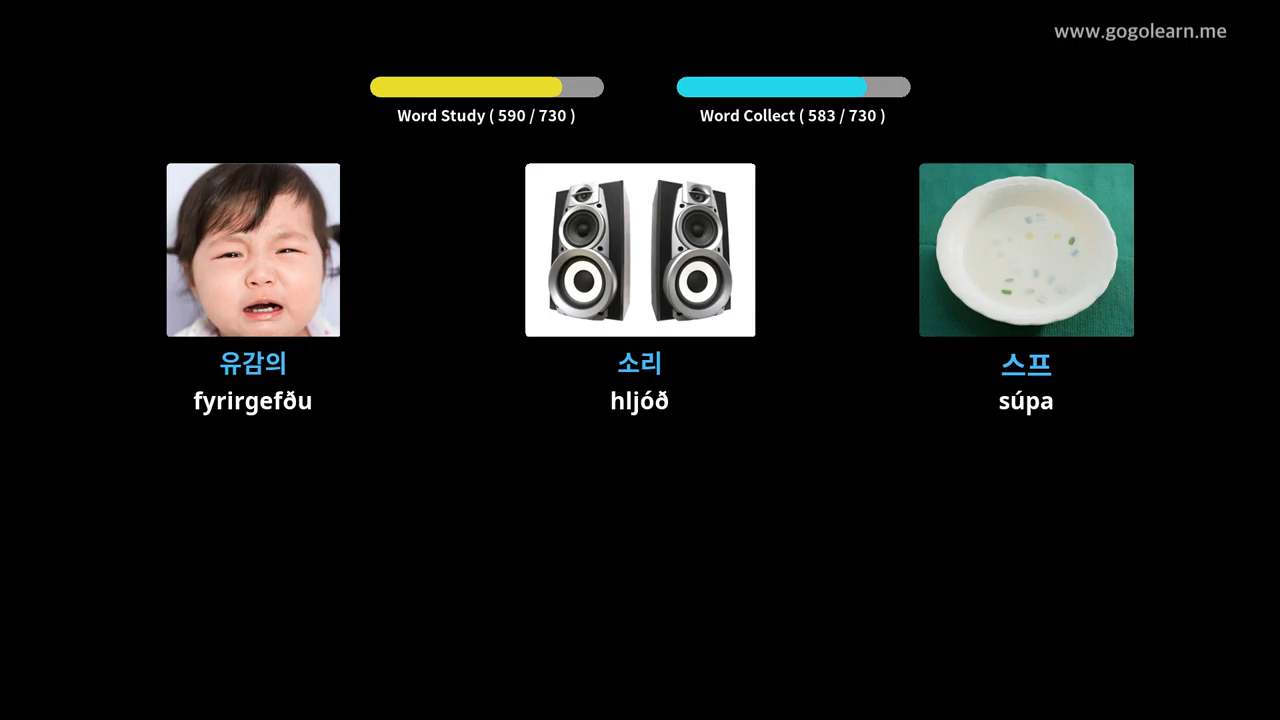 www.gogolearn.me
Word Study ( 590 / 730 )
Word Collect ( 583 / 730 )
유감의
fyrirgefðu
소리
hljóð
스프
súpa